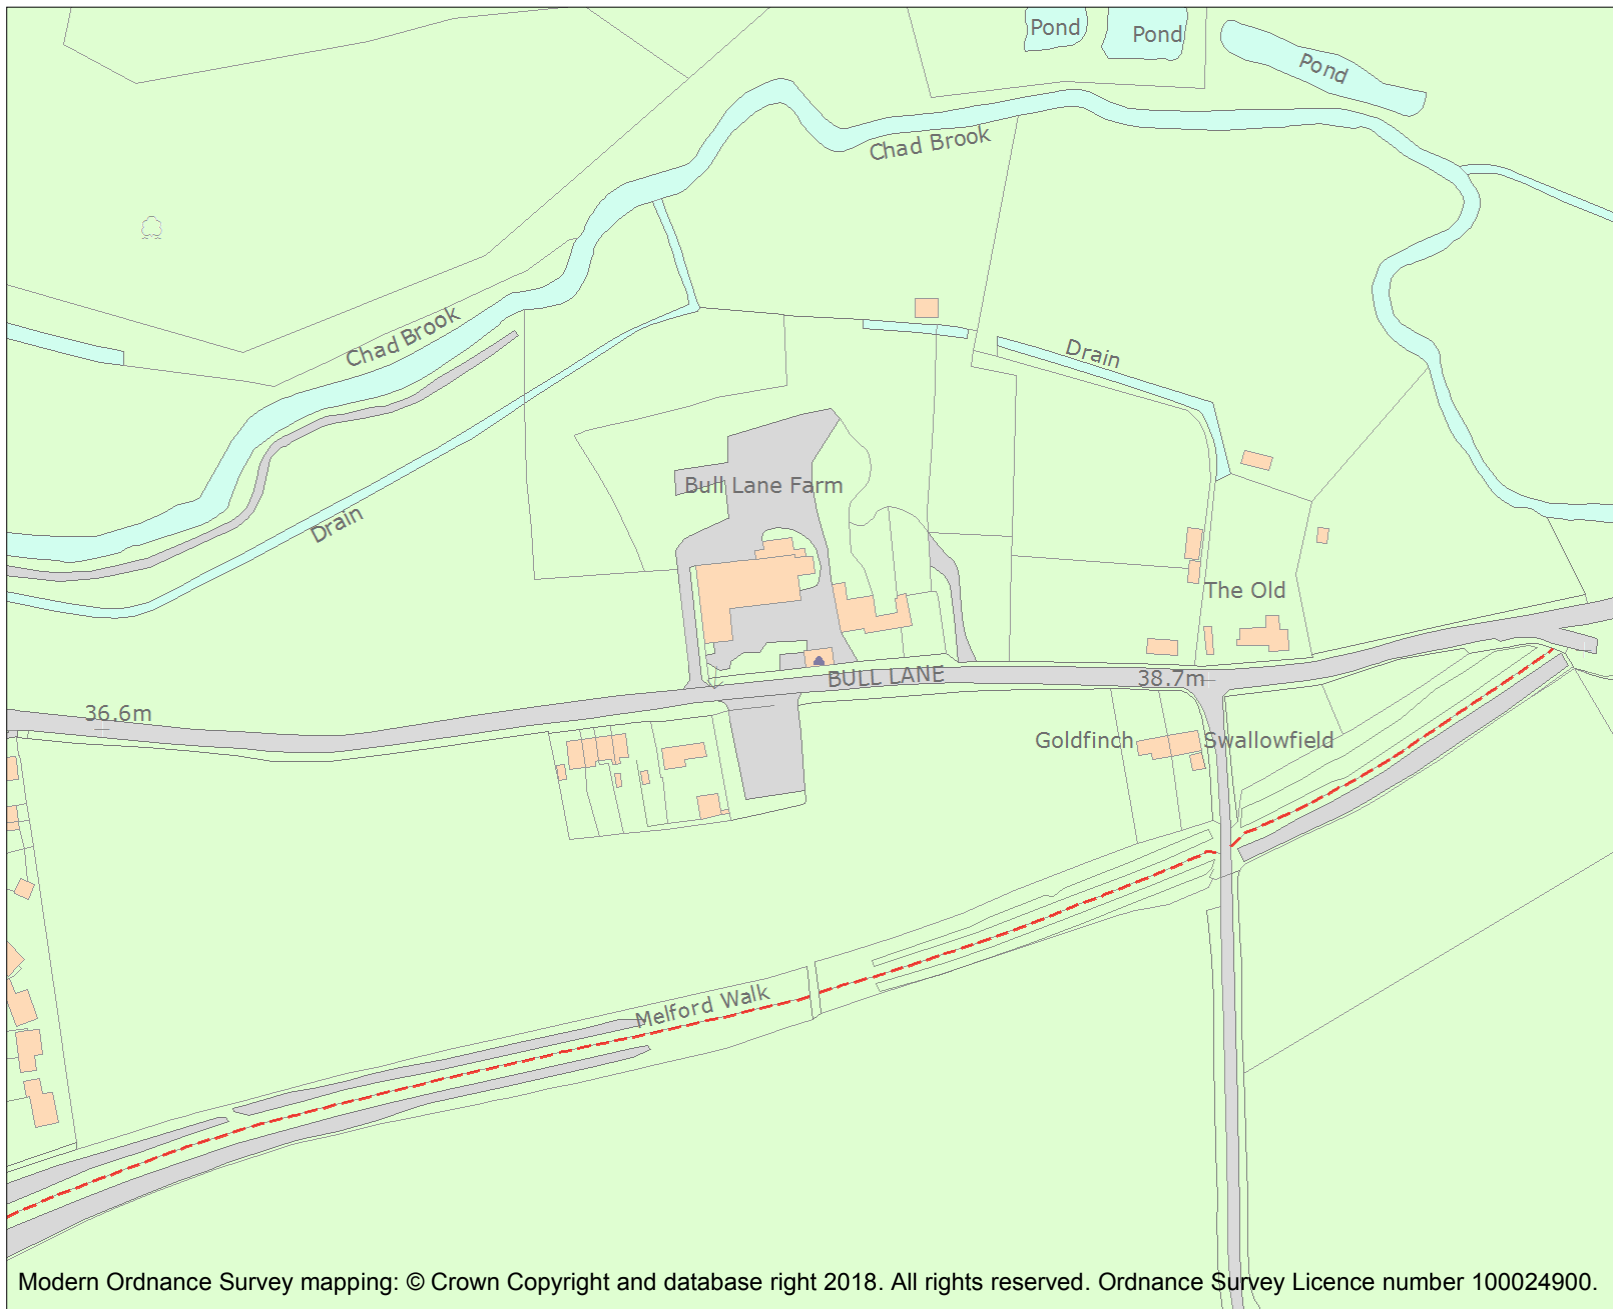 Pond
Pond
Pond
Chad Brook
Chad Brook
Drain
Bull Lane Farm
Drain
The Old
BULL LANE
38.7m
36.6m
Goldfinch
Swallowfield
Melford Walk
Modern Ordnance Survey mapping: © Crown Copyright and database right 2018. All rights reserved. Ordnance Survey Licence number 100024900.